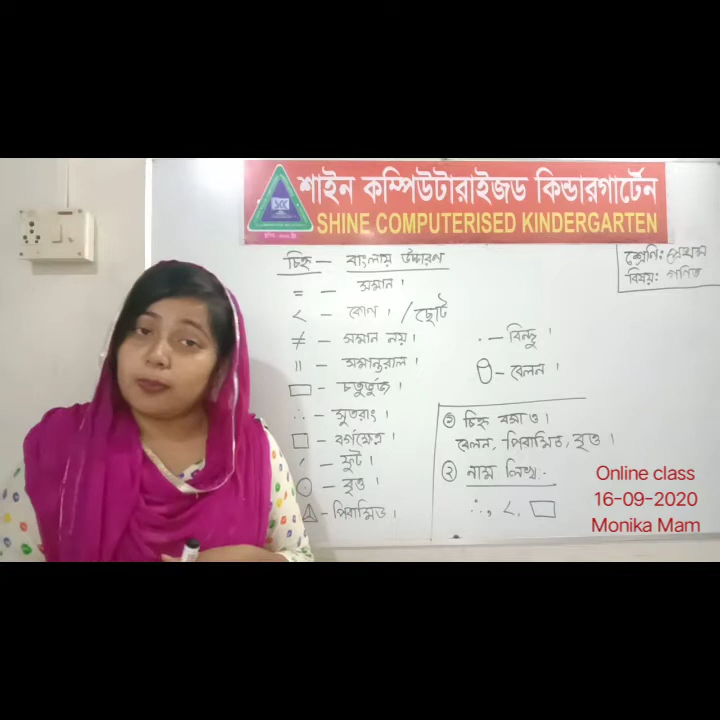 শাইন কম্পিউটারাইজড কিন্ডারগার্টেন
SHINE COMPUTERISED KINDERGARTEN
শ্রেণি: প্রথম
বিষয়: গণিত
চিহ্ন — বাংলায় উচ্চারণ
= — সমান ।
< — কোণ । / ছোট
≠ — সমান নয় ।
॥ — সমান্তরাল ।
▭ — চতুর্ভুজ ।
∴ — সুতরাং ।
□ — বর্গক্ষেত্র ।
′ — ফুট ।
○ — বৃত্ত ।
পিরামিড ।
. — বিন্দু ।
বেলন ।
① চিহ্ন বসাও ।
বেলন, পিরামিড, বৃত্ত ।
② নাম লিখ :
∴, <, ▭
Online class
16-09-2020
Monika Mam